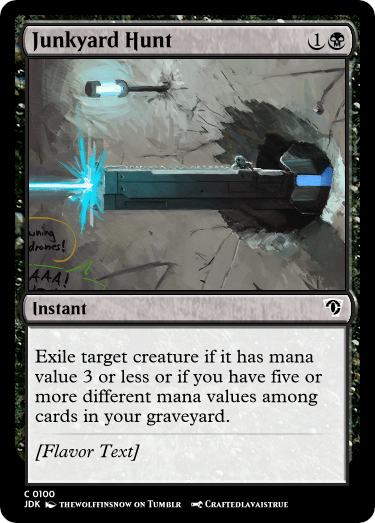 Junkyard Hunt
1
uning
drones!
AAA!
Instant
Exile target creature if it has mana
value 3 or less or if you have five or
more different mana values among
cards in your graveyard.
[Flavor Text]
C 0100
JDK THEWOLFFINSNOW ON TUMBLR CRAFTEDLAVAISTRUE